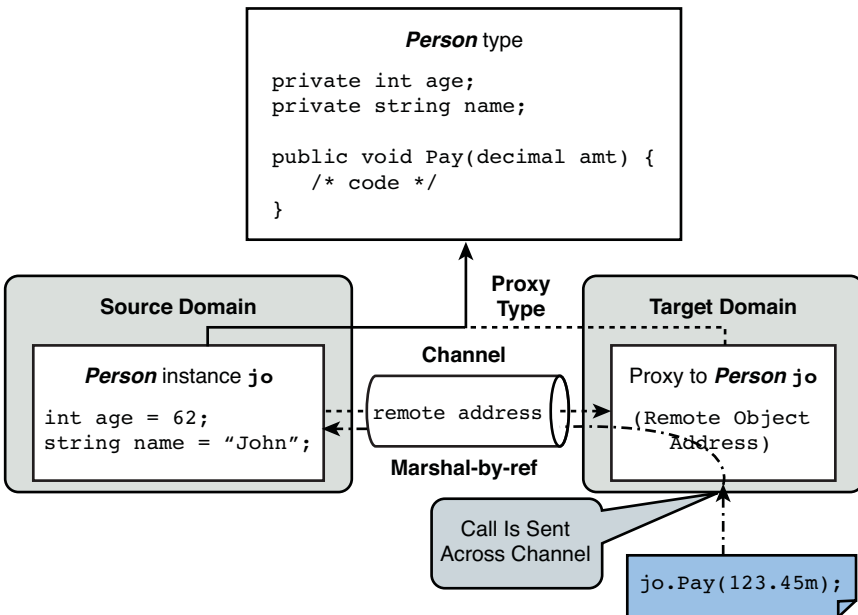 Person type
private int age;
private string name;
public void Pay(decimal amt) {
/* code */
}
Proxy
Type
Source Domain
Target Domain
Channel
Person instance jo
int age = 62;
string name = “John”;
remote address
Proxy to Person jo
(Remote Object
Address)
Marshal-by-ref
Call Is Sent
Across Channel
jo.Pay(123.45m);